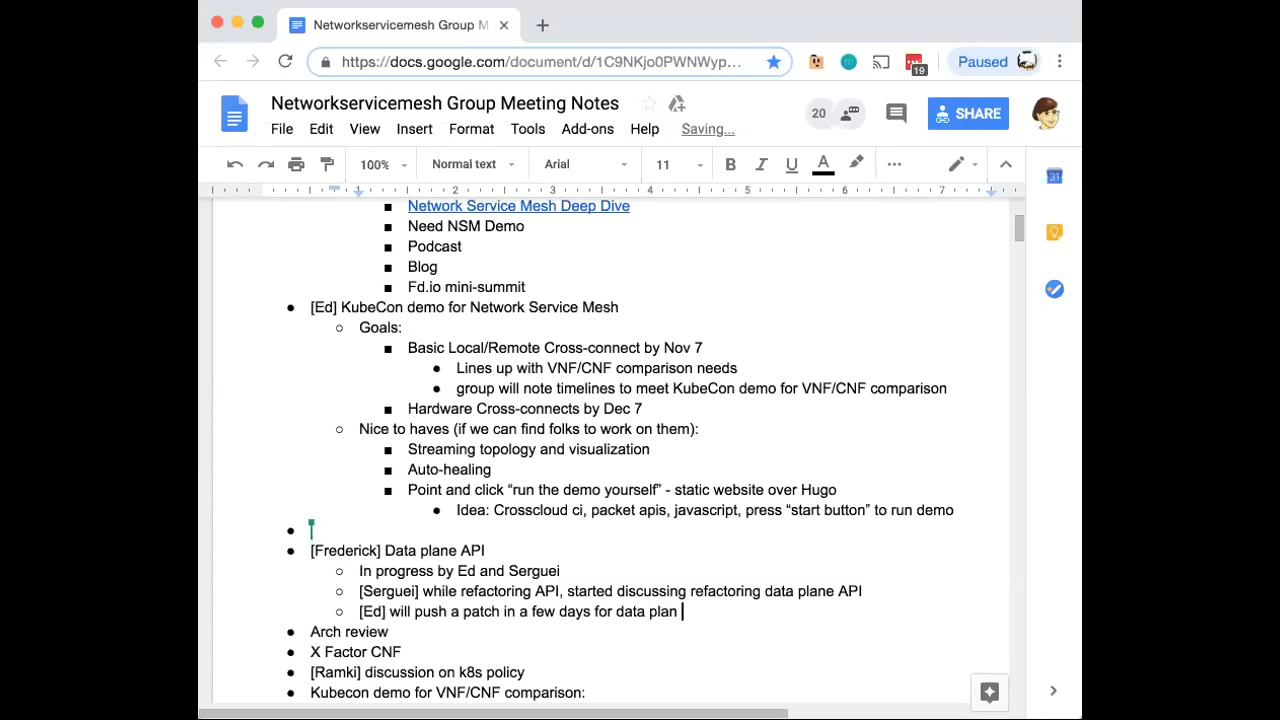 Networkservicemesh Group M
https://docs.google.com/document/d/1C9NKjo0PWNWyp...
19
Paused
Networkservicemesh Group Meeting Notes
20
SHARE
File Edit View Insert Format Tools Add-ons Help Saving...
100% Normal text Arial 11 B I U A
1 2 3 4 5 6 7
31
Network Service Mesh Deep Dive
Need NSM Demo
Podcast
Blog
Fd.io mini-summit
[Ed] KubeCon demo for Network Service Mesh
Goals:
Basic Local/Remote Cross-connect by Nov 7
Lines up with VNF/CNF comparison needs
group will note timelines to meet KubeCon demo for VNF/CNF comparison
Hardware Cross-connects by Dec 7
Nice to haves (if we can find folks to work on them):
Streaming topology and visualization
Auto-healing
Point and click “run the demo yourself” - static website over Hugo
Idea: Crosscloud ci, packet apis, javascript, press “start button” to run demo
[Frederick] Data plane API
In progress by Ed and Serguei
[Serguei] while refactoring API, started discussing refactoring data plane API
[Ed] will push a patch in a few days for data plan
Arch review
X Factor CNF
[Ramki] discussion on k8s policy
Kubecon demo for VNF/CNF comparison: